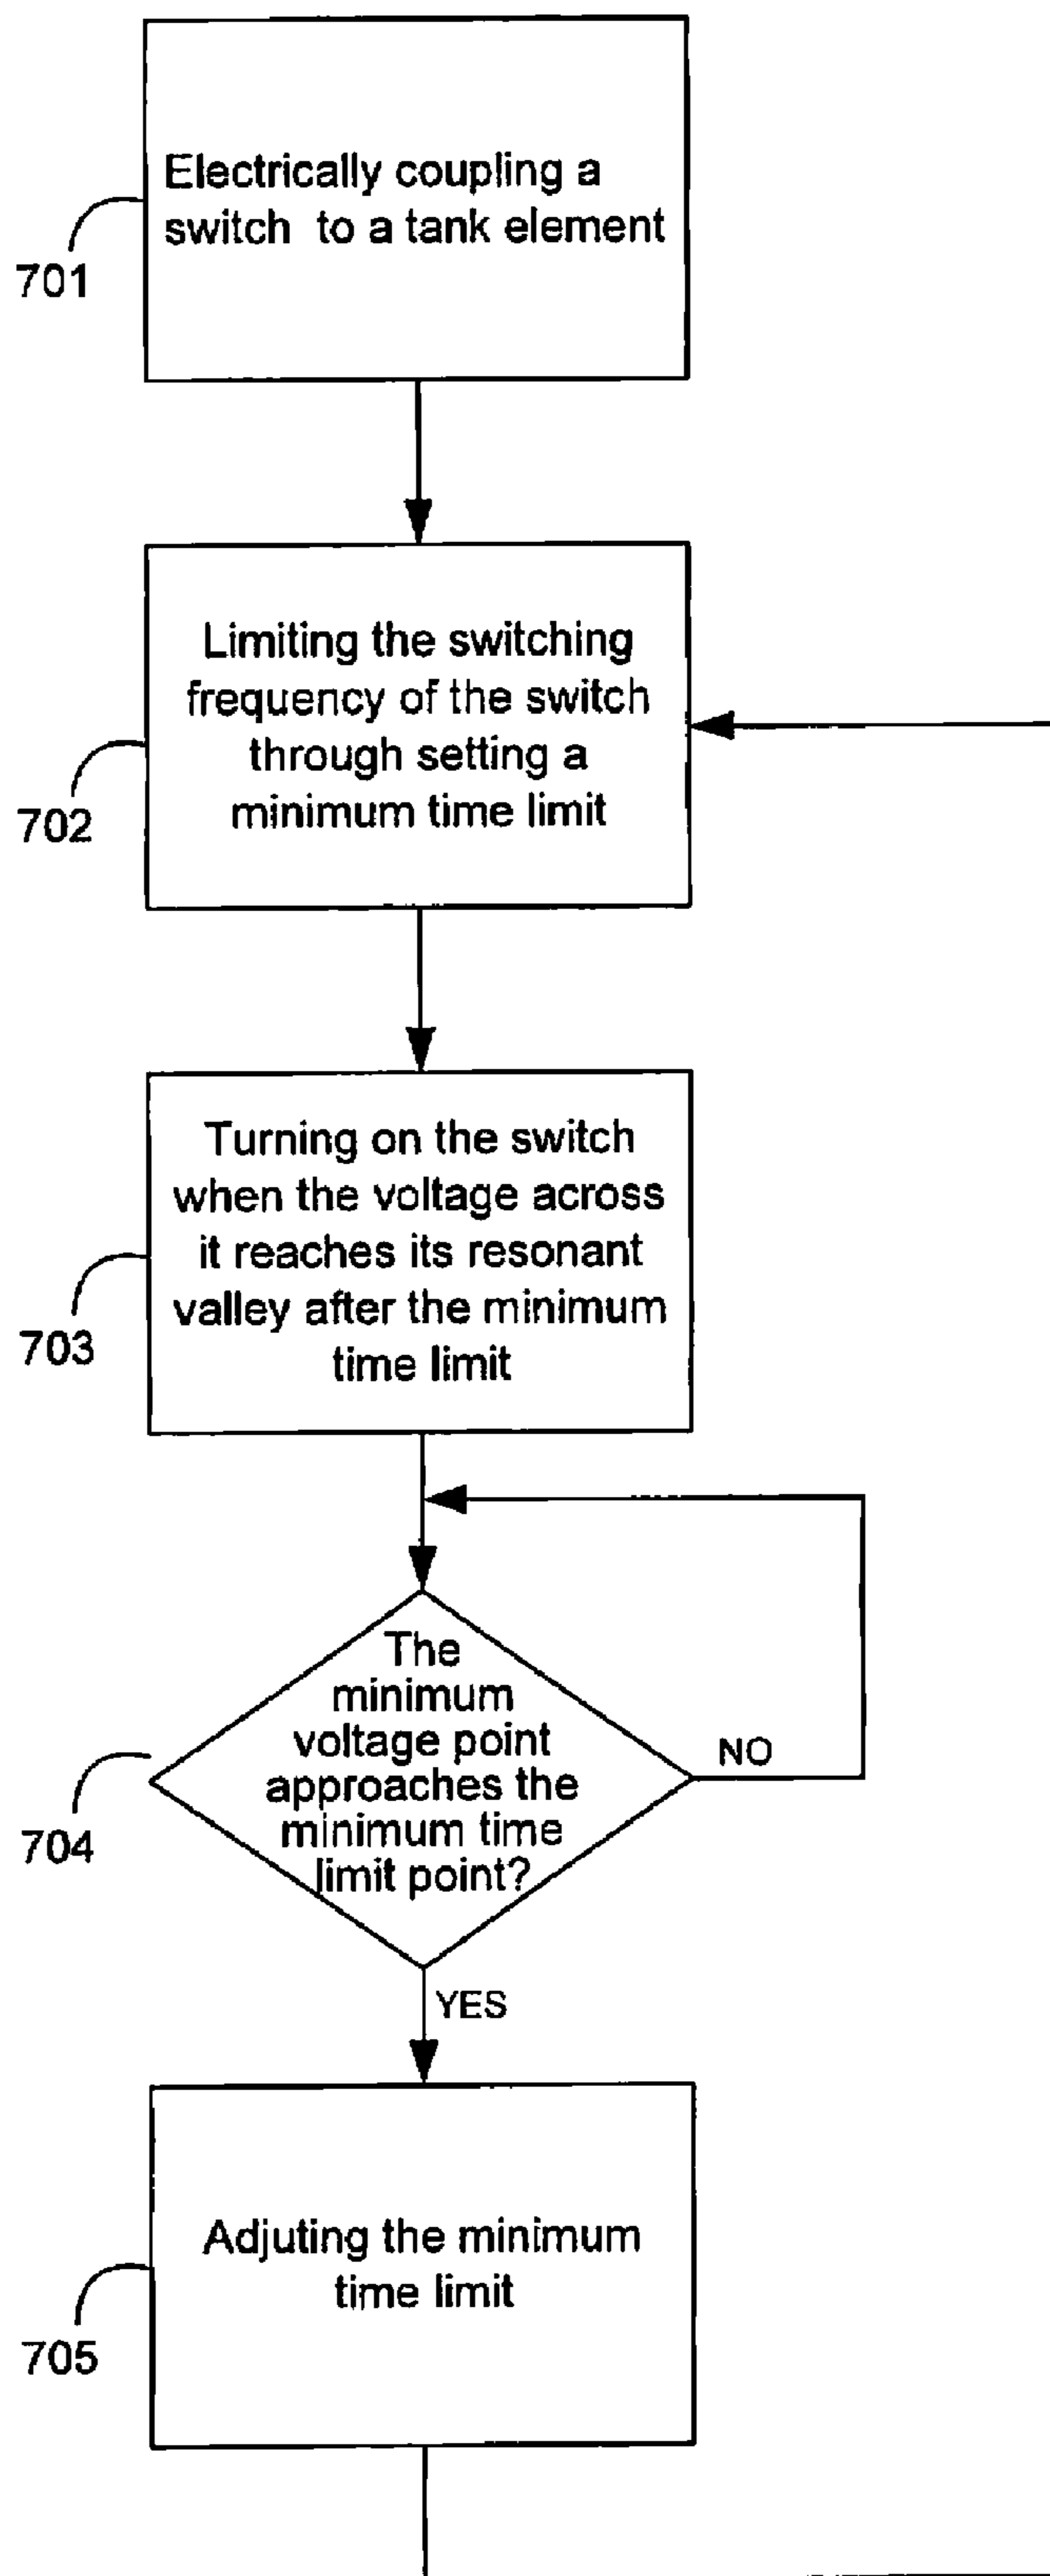 Electrically coupling a
switch to a tank element
701
Limiting the switching
frequency of the switch
through setting a
minimum time limit
702
Turning on the switch
when the voltage across
it reaches its resonant
valley after the minimum
time limit
703
The
minimum
voltage point
approaches the
minimum time
limit point?
NO
704
YES
Adjuting the minimum
time limit
705